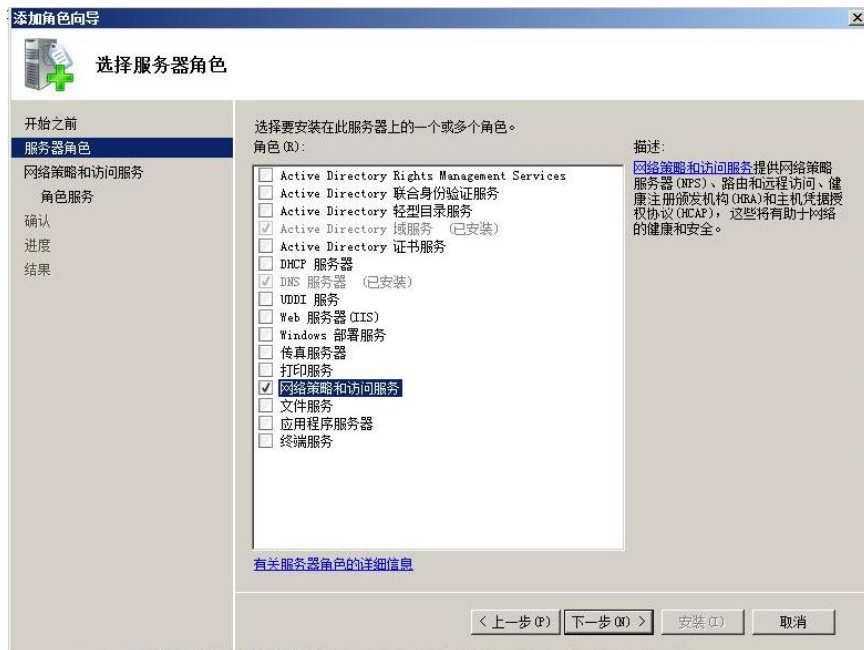 添加角色向导
选择服务器角色
开始之前
服务器角色
网络策略和访问服务
角色服务
确认
进度
结果
选择要安装在此服务器上的一个或多个角色。
角色(R):
Active Directory Rights Management Services
Active Directory 联合身份验证服务
Active Directory 轻型目录服务
Active Directory 域服务 (已安装)
Active Directory 证书服务
DHCP 服务器
DNS 服务器 (已安装)
UDDI 服务
Web 服务器(IIS)
Windows 部署服务
传真服务器
打印服务
网络策略和访问服务
文件服务
应用程序服务器
终端服务
有关服务器角色的详细信息
描述:
网络策略和访问服务提供网络策略
服务器(NPS)、路由和远程访问、健
康注册颁发机构(HRA)和主机凭据授
权协议(HCAP)，这些将有助于网络
的健康和安全。
< 上一步(P)
下一步(N) >
安装(I)
取消